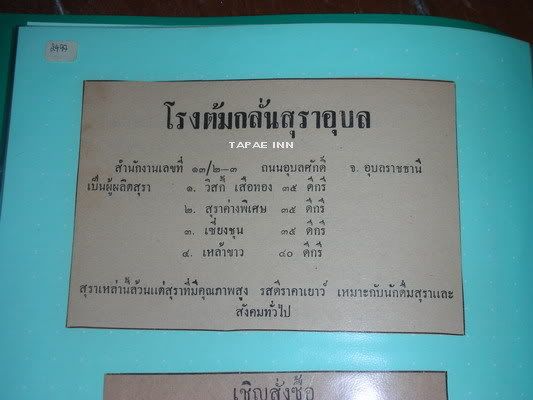 ๒๔๙๗
โรงต้มกลั่นสุราอุบล
TAPAE INN
สำนักงานเลขที่ ๑๓/๒-๓ ถนนอุบลศักดิ์ จ. อุบลราชธานี
เป็นผู้ผลิตสุรา ๑. วิสกี้ เสือทอง ๓๕ ดีกรี
๒. สุราค่างพิเศษ ๓๕ ดีกรี
๓. เซี่ยงชุน ๓๕ ดีกรี
๔. เหล้าขาว ๔๐ ดีกรี
สุราเหล่านี้ล้วนแต่สุราที่มีคุณภาพสูง รสดีราคาเยาว์ เหมาะกับนักดื่มสุราและ
สังคมทั่วไป
เชิญสั่งซื้อ